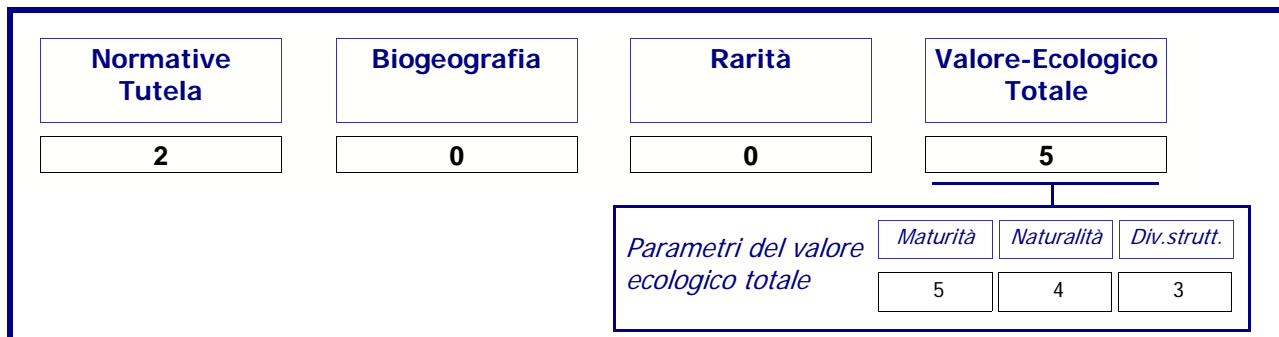 Normative Tutela
Biogeografia
Rarità
Valore-Ecologico Totale
2
0
0
5
Parametri del valore ecologico totale
Maturità
Naturalità
Div.strutt.
5
4
3